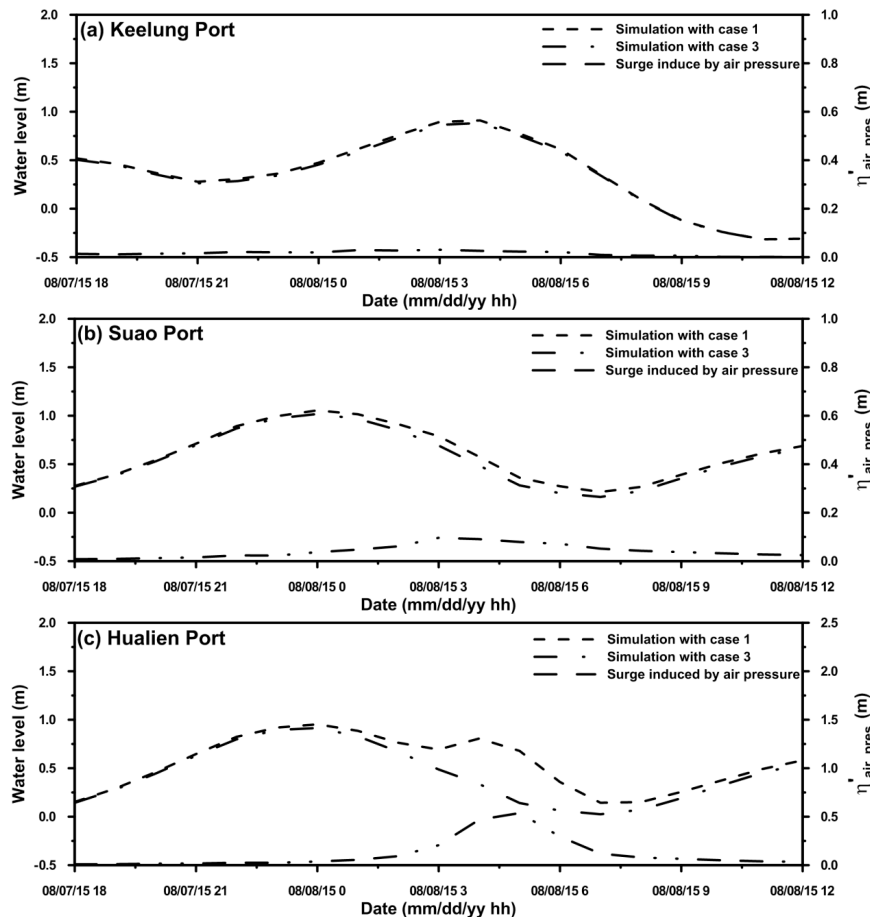 (a) Keelung Port
Simulation with case 1
Simulation with case 3
Surge induce by air pressure
Water level (m)
2.0
1.5
1.0
0.5
0.0
-0.5
1.0
0.8
0.6
0.4
0.2
0.0
η'air_pres. (m)
08/07/15 18 08/07/15 21 08/08/15 0 08/08/15 3 08/08/15 6 08/08/15 9 08/08/15 12
Date (mm/dd/yy hh)
(b) Suao Port
Simulation with case 1
Simulation with case 3
Surge induced by air pressure
Water level (m)
2.0
1.5
1.0
0.5
0.0
-0.5
1.0
0.8
0.6
0.4
0.2
0.0
η'air_pres. (m)
08/07/15 18 08/07/15 21 08/08/15 0 08/08/15 3 08/08/15 6 08/08/15 9 08/08/15 12
Date (mm/dd/yy hh)
(c) Hualien Port
Simulation with case 1
Simulation with case 3
Surge induced by air pressure
Water level (m)
2.0
1.5
1.0
0.5
0.0
-0.5
2.5
2.0
1.5
1.0
0.5
0.0
η'air_pres. (m)
08/07/15 18 08/07/15 21 08/08/15 0 08/08/15 3 08/08/15 6 08/08/15 9 08/08/15 12
Date (mm/dd/yy hh)